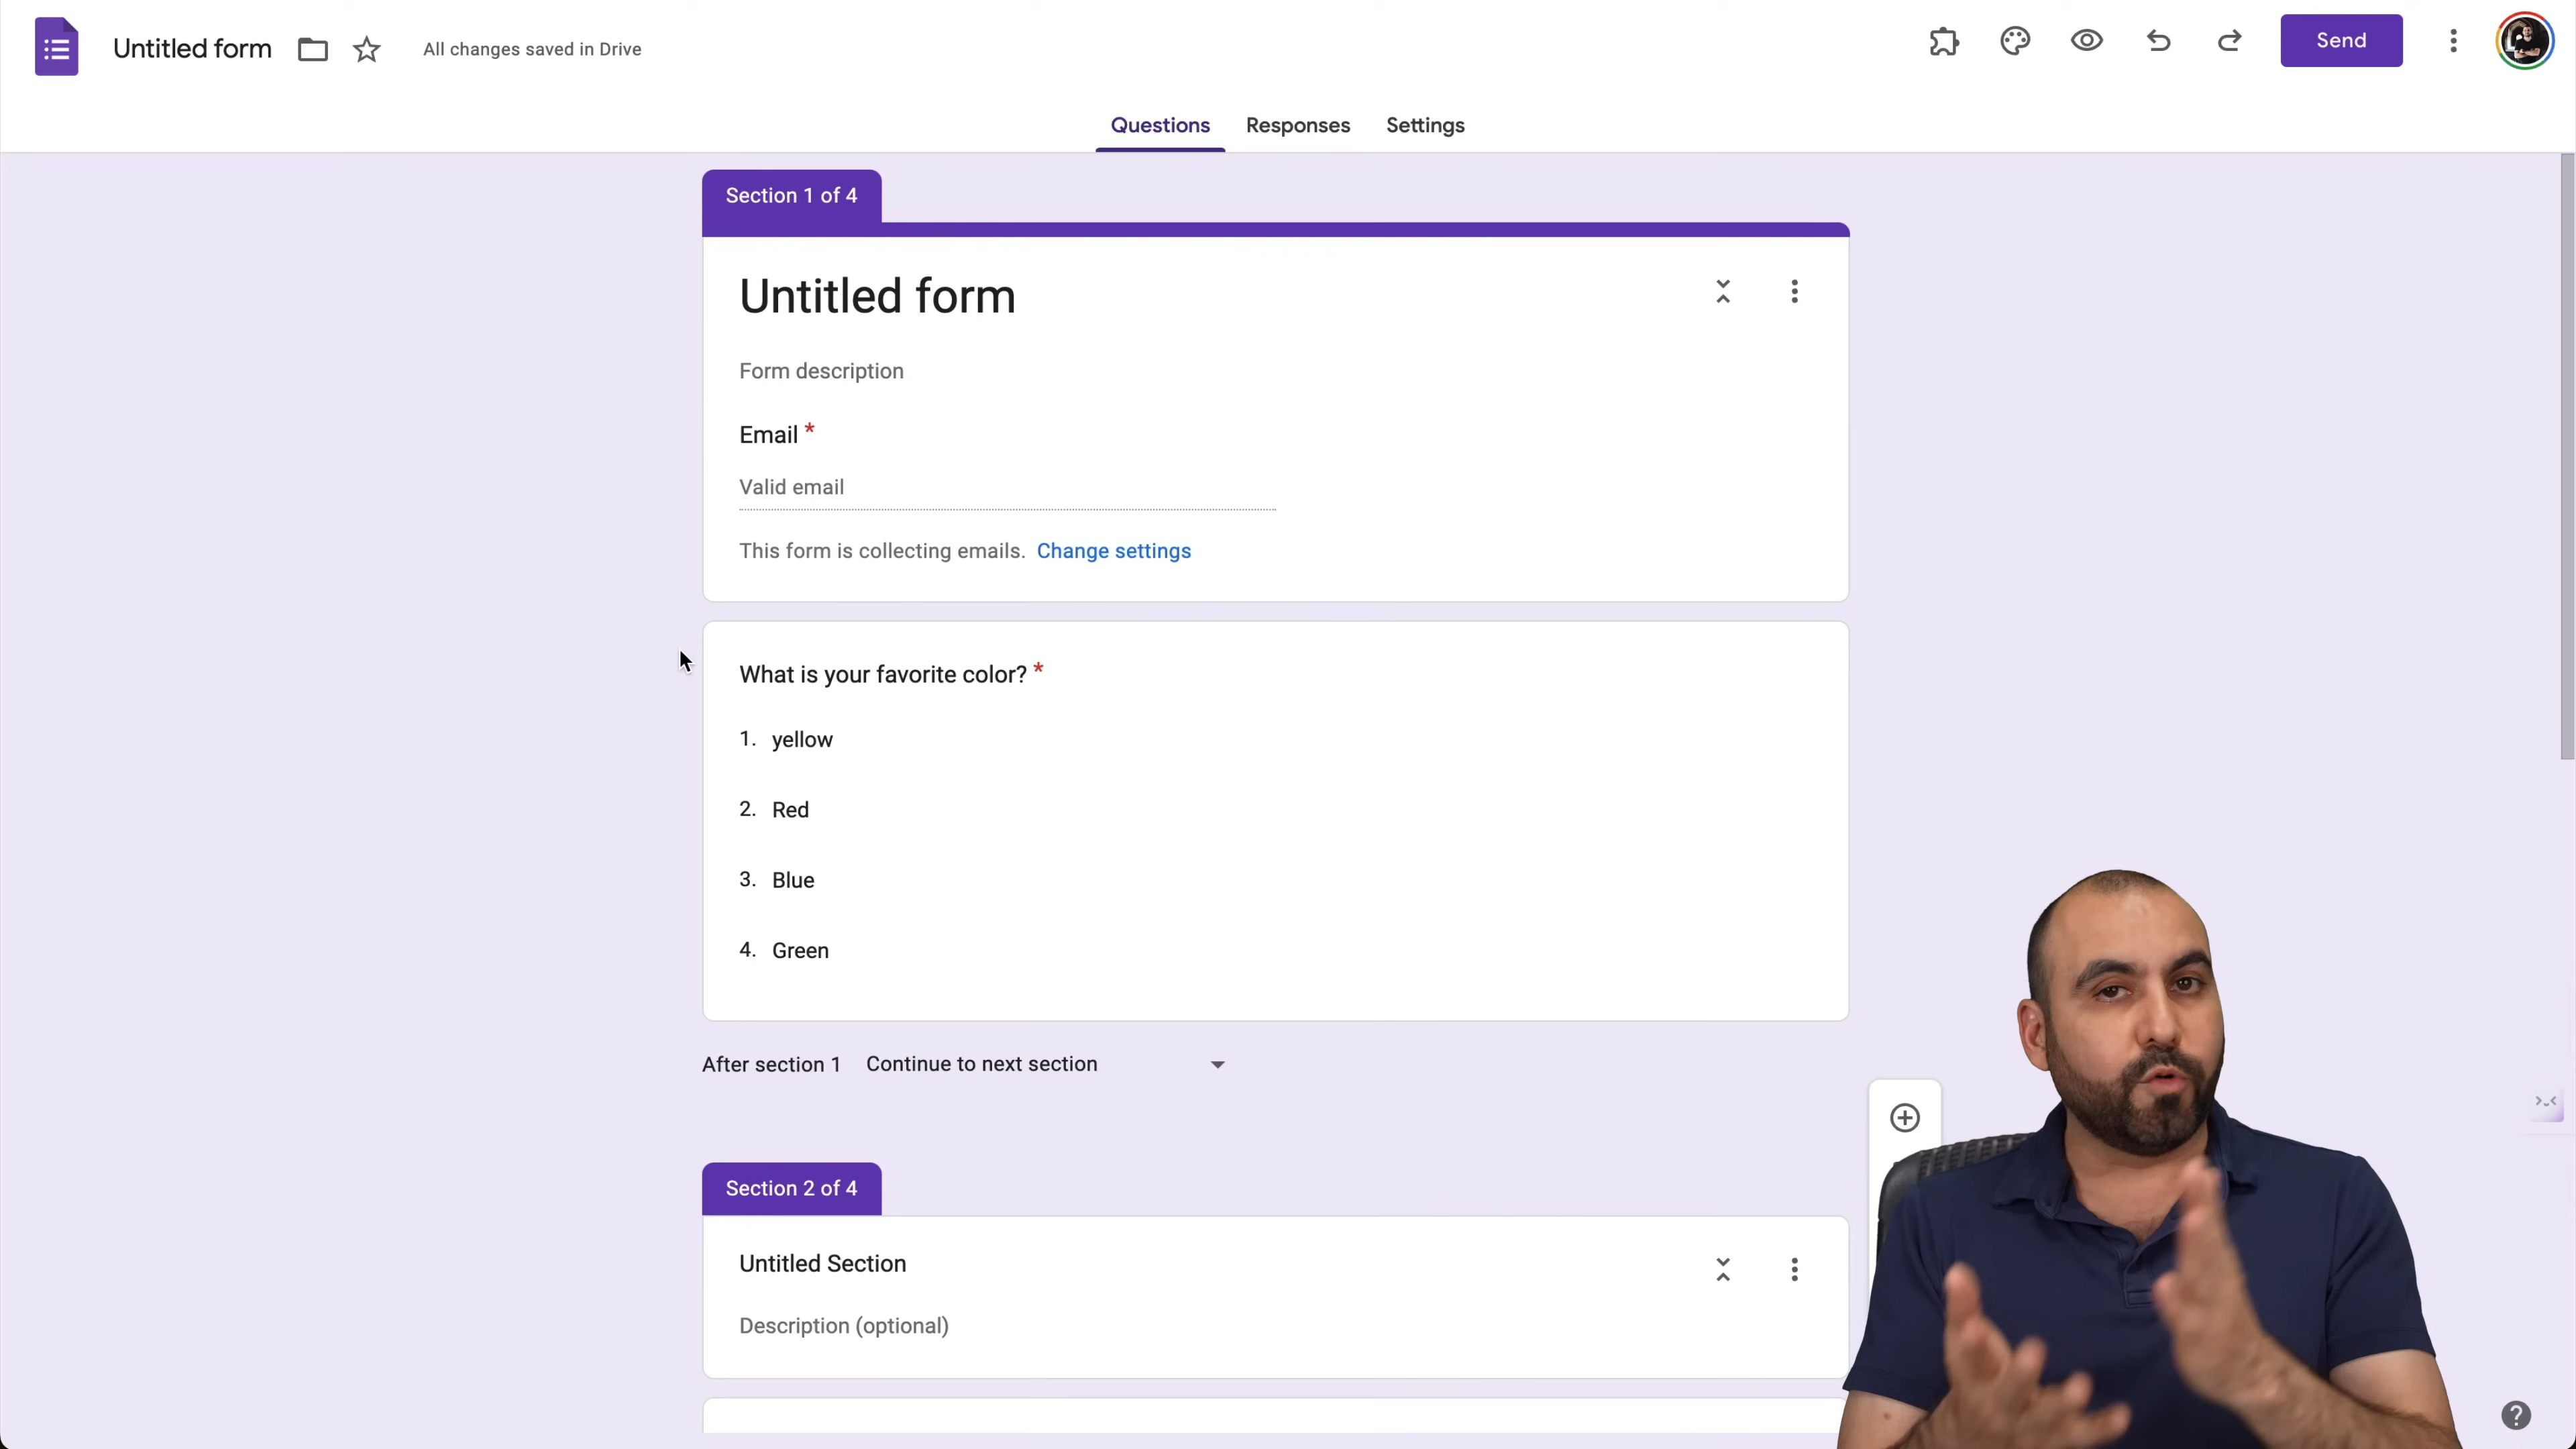 Untitled form
All changes saved in Drive
Send
Questions Responses Settings
Section 1 of 4
Untitled form
Form description
Email *
Valid email
This form is collecting emails. Change settings
What is your favorite color? *
1. yellow
2. Red
3. Blue
4. Green
After section 1 Continue to next section
Section 2 of 4
Untitled Section
Description (optional)